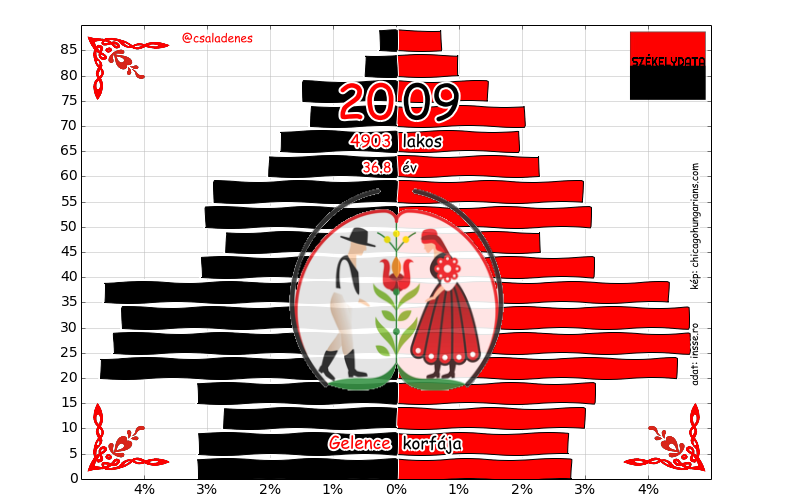 @csaladenes
SZÉKELYDATA
2009
4903 lakos
36.8 év
kép: chicagohungarians.com
adat: insse.ro
Gelence korfája
85
80
75
70
65
60
55
50
45
40
35
30
25
20
15
10
5
0
4% 3% 2% 1% 0% 1% 2% 3% 4%